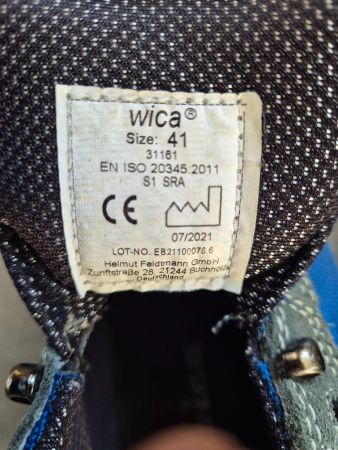 wica®
Size: 41
31161
EN ISO 20345:2011
S1 SRA
CE
07/2021
LOT-NO. EB21100076.6
Helmut Feldtmann GmbH
Zunftstraße 28, 21244 Buchholz
Deutschland